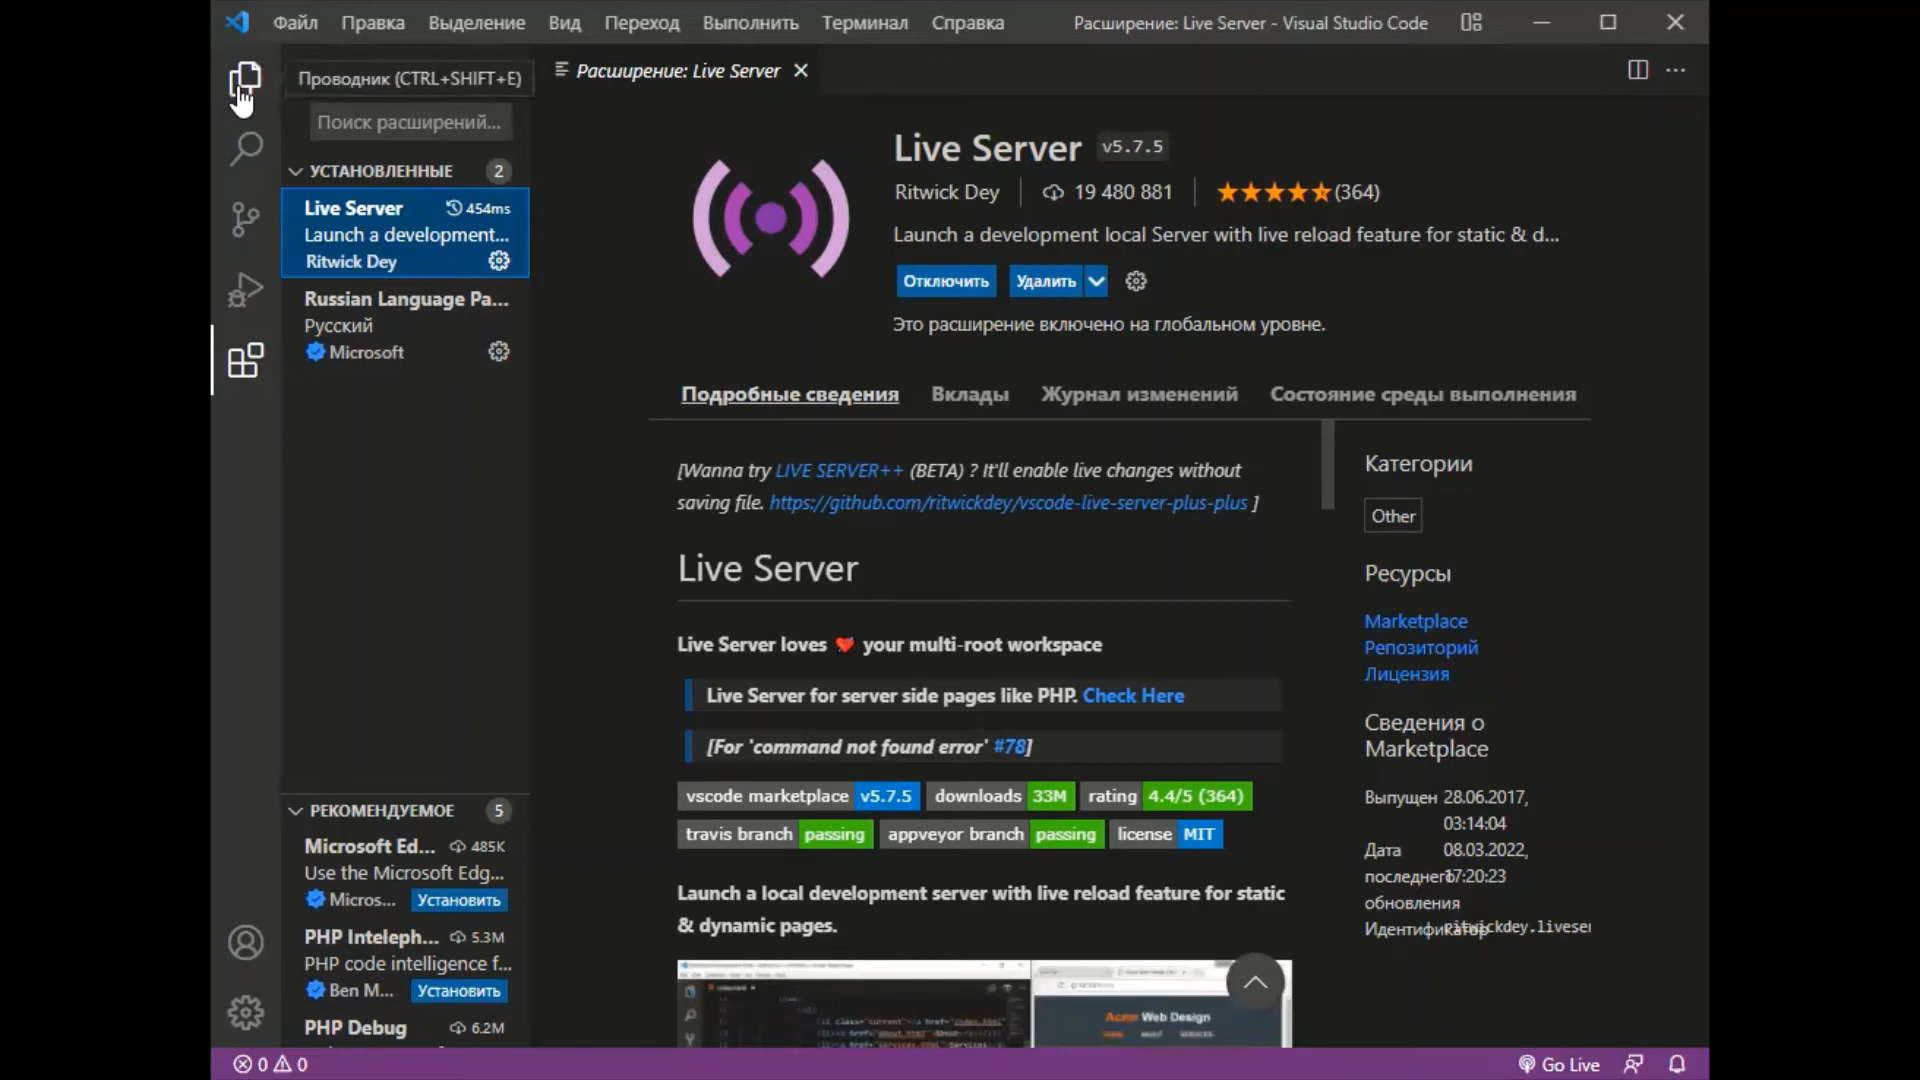 Файл Правка Выделение Вид Переход Выполнить Терминал Справка Расширение: Live Server - Visual Studio Code
Проводник (CTRL+SHIFT+E)
Расширение: Live Server
Поиск расширений...
УСТАНОВЛЕННЫЕ 2
Live Server 454ms
Launch a development...
Ritwick Dey
Russian Language Pa...
Русский
Microsoft
РЕКОМЕНДУЕМОЕ 5
Microsoft Ed... 485K
Use the Microsoft Edg...
Micros... Установить
PHP Inteleph... 5.3M
PHP code intelligence f...
Ben M... Установить
PHP Debug 6.2M
Live Server v5.7.5
Ritwick Dey 19 480 881 (364)
Launch a development local Server with live reload feature for static & d...
Отключить Удалить
Это расширение включено на глобальном уровне.
Подробные сведения Вклады Журнал изменений Состояние среды выполнения
[Wanna try LIVE SERVER++ (BETA) ? It'll enable live changes without
saving file. https://github.com/ritwickdey/vscode-live-server-plus-plus ]
Live Server
Live Server loves your multi-root workspace
Live Server for server side pages like PHP. Check Here
[For 'command not found error' #78]
vscode marketplace v5.7.5 downloads 33M rating 4.4/5 (364)
travis branch passing appveyor branch passing license MIT
Launch a local development server with live reload feature for static
& dynamic pages.
Acme Web Design
Категории
Other
Ресурсы
Marketplace
Репозиторий
Лицензия
Сведения о
Marketplace
Выпущен 28.06.2017,
03:14:04
Дата 08.03.2022,
последнего 17:20:23
обновления
Идентификатор ritwickdey.liveser
0 0 Go Live